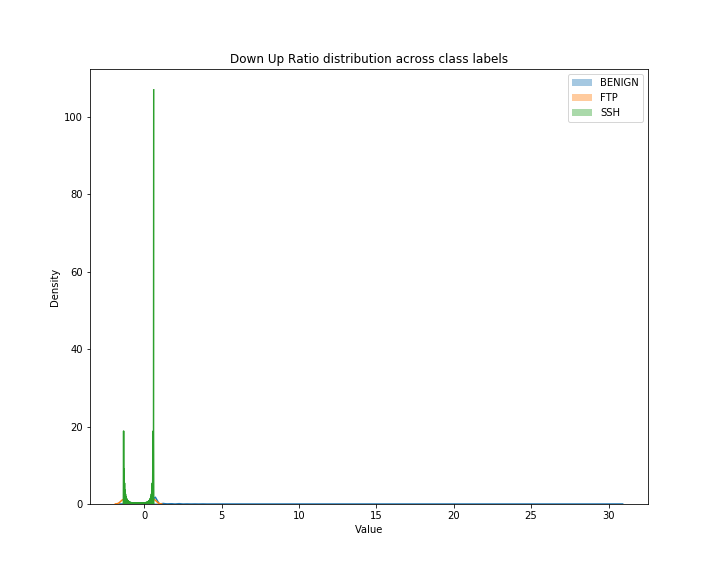 Down Up Ratio distribution across class labels
BENIGN
FTP
SSH
100
80
60
40
20
0
Density
0 5 10 15 20 25 30
Value